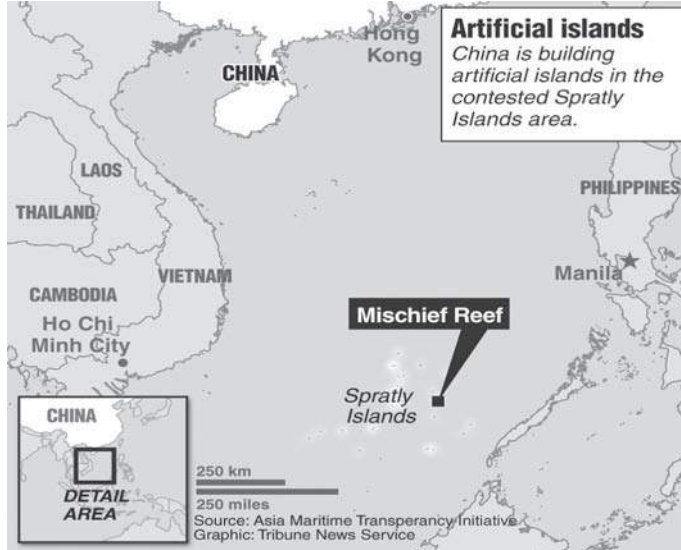 Artificial islands
China is building
artificial islands in the
contested Spratly
Islands area.
Hong
Kong
CHINA
LAOS
THAILAND
PHILIPPINES
VIETNAM
Manila
CAMBODIA
Ho Chi
Minh City
Mischief Reef
Spratly
Islands
CHINA
DETAIL
AREA
250 km
250 miles
Source: Asia Maritime Transperancy Initiative
Graphic: Tribune News Service